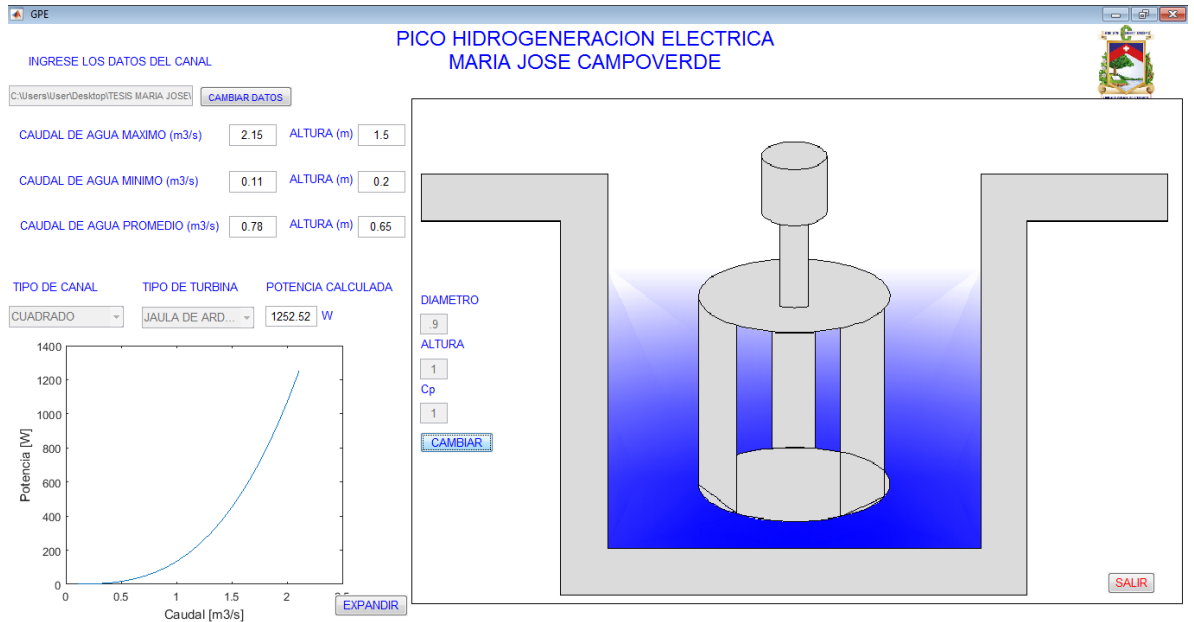 GPE
PICO HIDROGENERACION ELECTRICA
MARIA JOSE CAMPOVERDE
INGRESE LOS DATOS DEL CANAL
C:\Users\User\Desktop\TESIS MARIA JOSE\
CAMBIAR DATOS
CAUDAL DE AGUA MAXIMO (m3/s) 2.15 ALTURA (m) 1.5
CAUDAL DE AGUA MINIMO (m3/s) 0.11 ALTURA (m) 0.2
CAUDAL DE AGUA PROMEDIO (m3/s) 0.78 ALTURA (m) 0.65
TIPO DE CANAL TIPO DE TURBINA POTENCIA CALCULADA
CUADRADO JAULA DE ARD... 1252.52 W
1400
1200
1000
800
600
400
200
0
Potencia [W]
0 0.5 1 1.5 2
Caudal [m3/s]
EXPANDIR
DIAMETRO
.9
ALTURA
1
Cp
1
CAMBIAR
SALIR